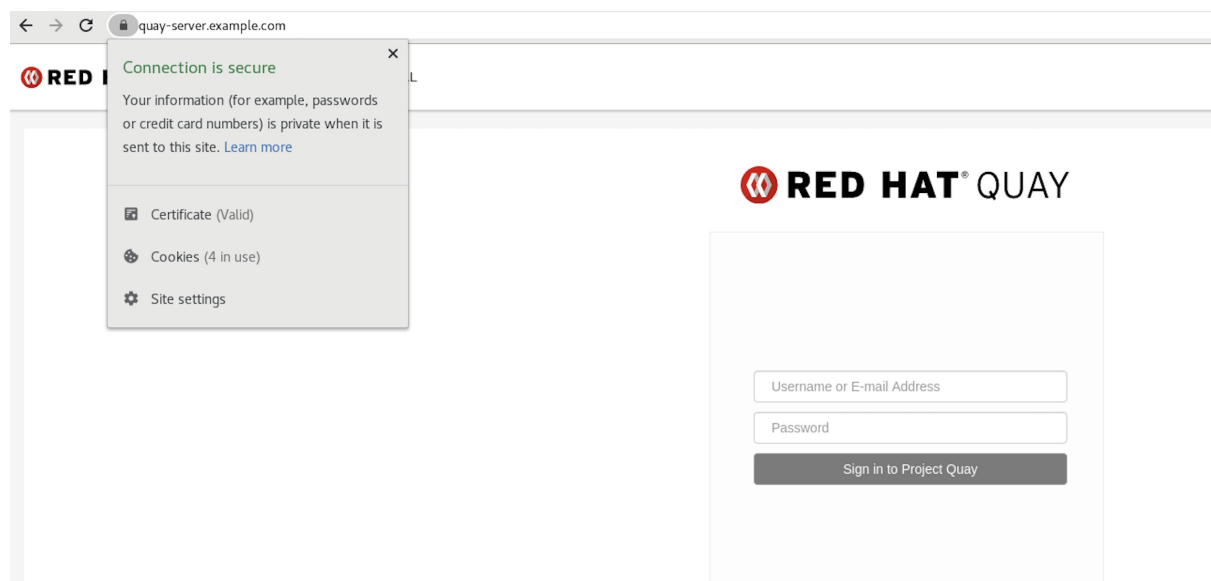 quay-server.example.com
RED
L
Connection is secure
Your information (for example, passwords
or credit card numbers) is private when it is
sent to this site. Learn more
Certificate (Valid)
Cookies (4 in use)
Site settings
RED HAT® QUAY
Username or E-mail Address
Password
Sign in to Project Quay